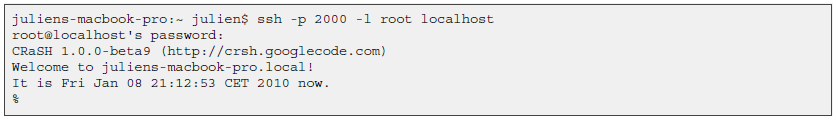 juliens-macbook-pro:~ julien$ ssh -p 2000 -l root localhost
root@localhost's password:
CRaSH 1.0.0-beta9 (http://crsh.googlecode.com)
Welcome to juliens-macbook-pro.local!
It is Fri Jan 08 21:12:53 CET 2010 now.
%